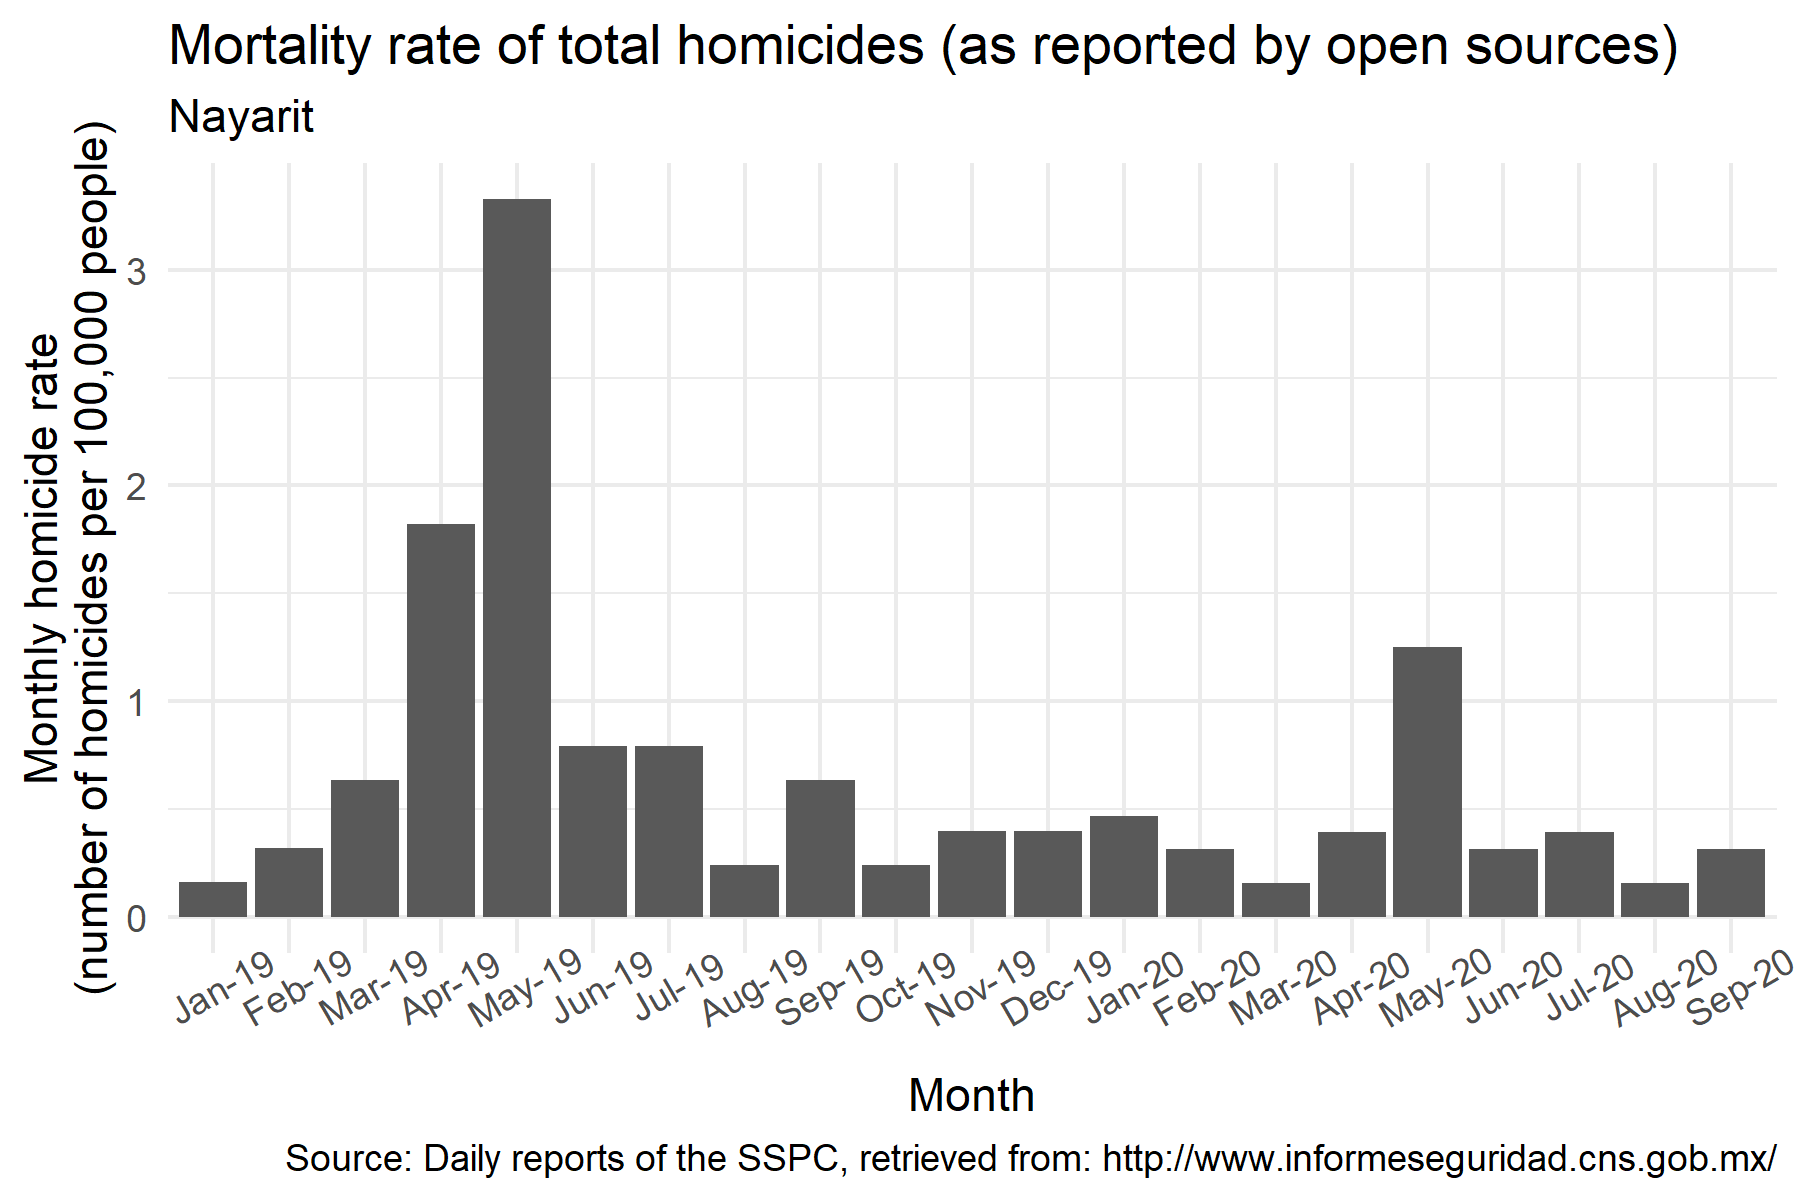 Mortality rate of total homicides (as reported by open sources)
Nayarit
Monthly homicide rate
(number of homicides per 100,000 people)
3
2
1
0
Jan-19
Feb-19
Mar-19
Apr-19
May-19
Jun-19
Jul-19
Aug-19
Sep-19
Oct-19
Nov-19
Dec-19
Jan-20
Feb-20
Mar-20
Apr-20
May-20
Jun-20
Jul-20
Aug-20
Sep-20
Month
Source: Daily reports of the SSPC, retrieved from: http://www.informeseguridad.cns.gob.mx/